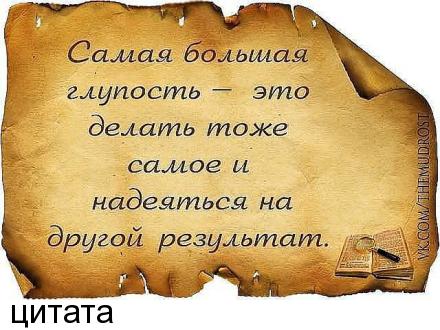 Самая большая
глупость — это
делать тоже
самое и
надеяться на
другой результат.
VK.COM/THEMUDROST
цитата